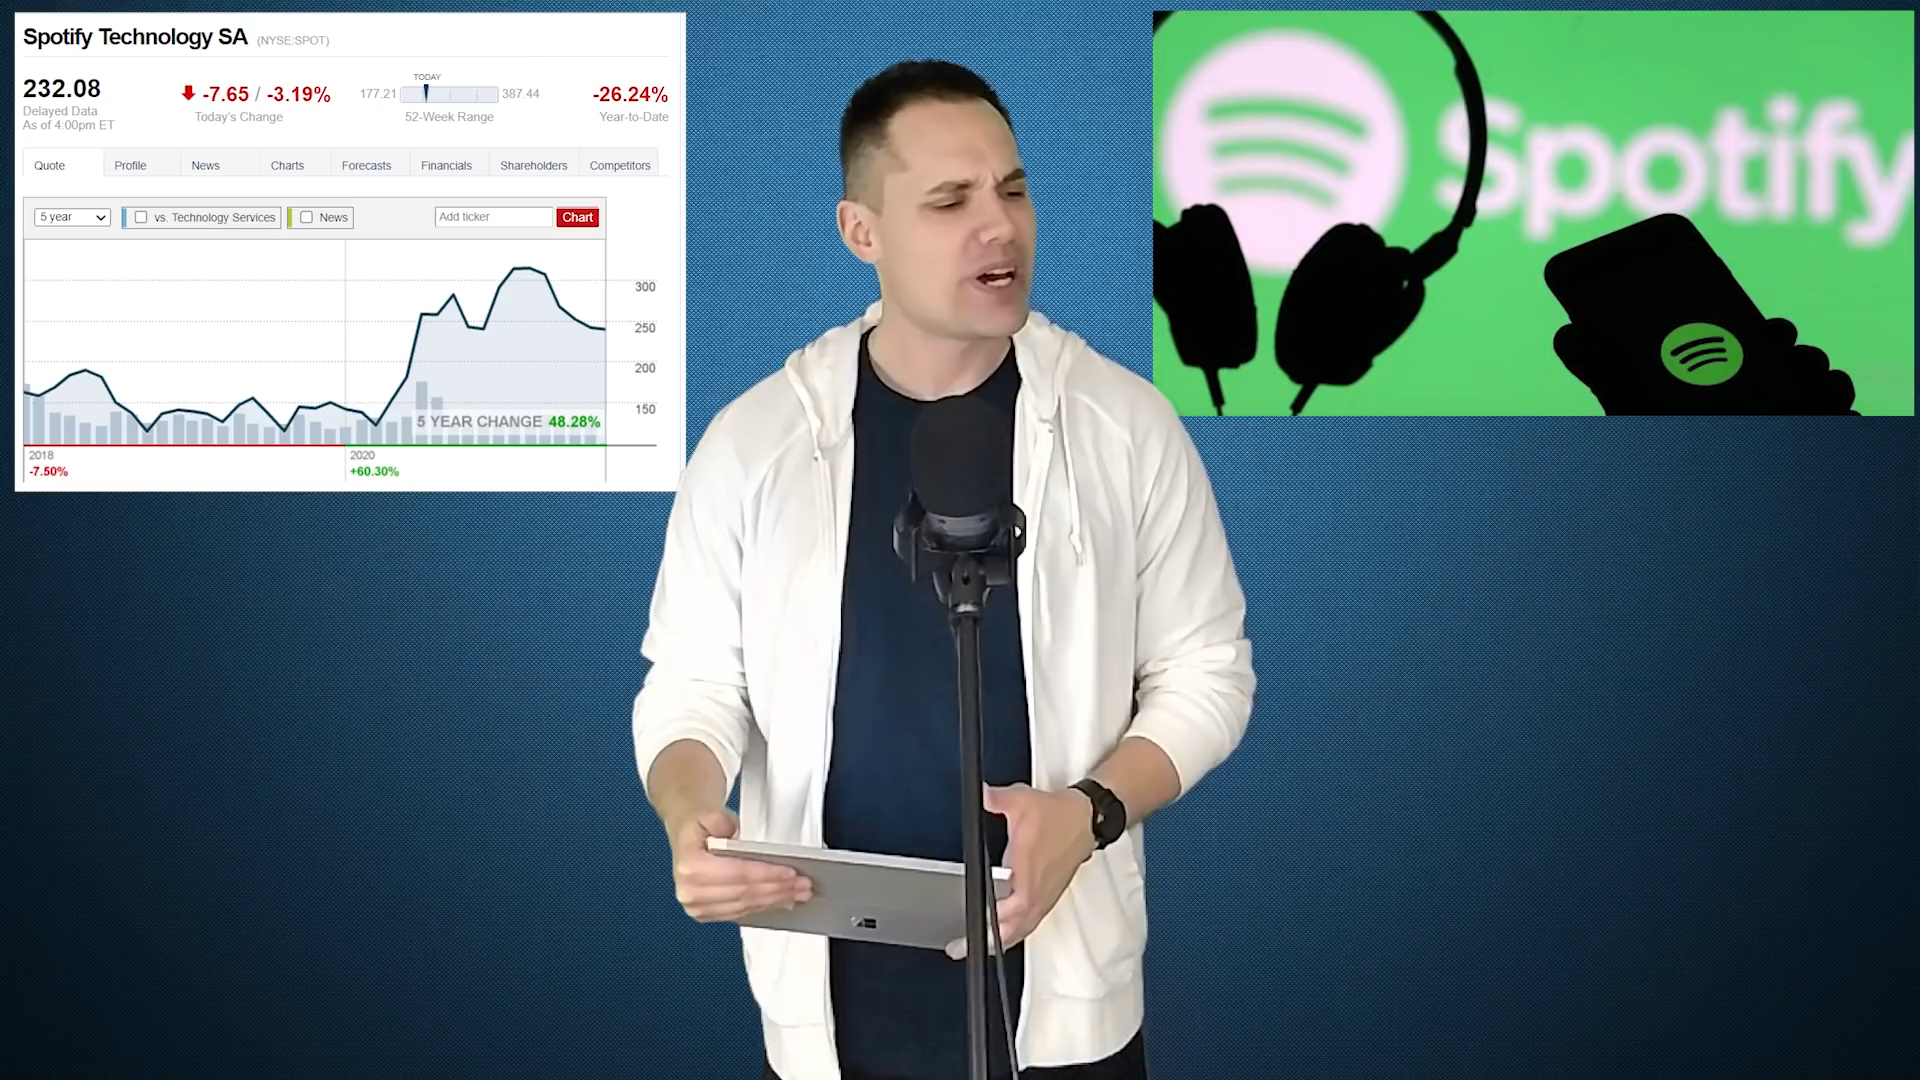 Spotify Technology SA (NYSE:SPOT)
TODAY
232.08
-7.65 / -3.19%
177.21
387.44
-26.24%
Delayed Data
As of 4:00pm ET
Today's Change
52-Week Range
Year-to-Date
Quote
Profile
News
Charts
Forecasts
Financials
Shareholders
Competitors
5 year
vs. Technology Services
News
Add ticker
Chart
300
250
200
150
5 YEAR CHANGE 48.28%
2018
2020
-7.50%
+60.30%
Spotify